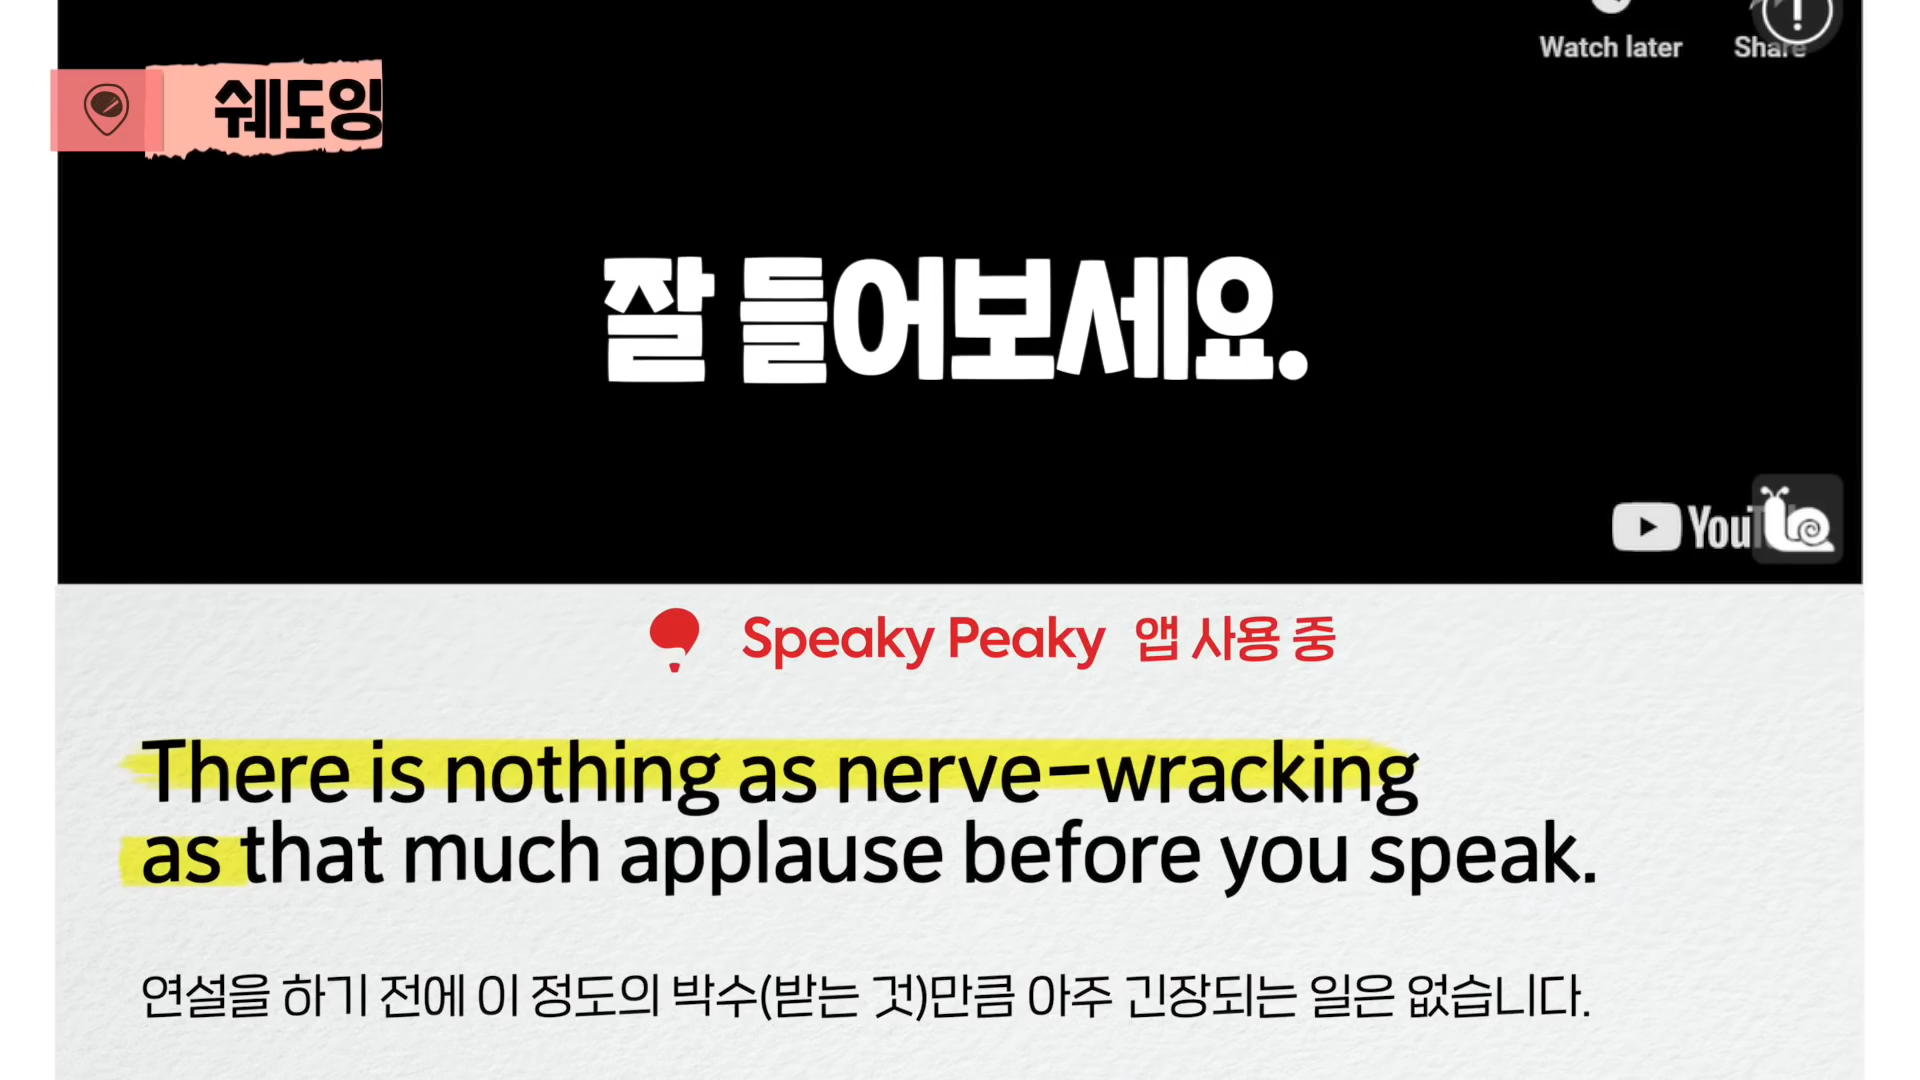 Watch later
Share
쉐도잉
잘 들어보세요.
YouT
Speaky Peaky 앱 사용 중
There is nothing as nerve-wracking
as that much applause before you speak.
연설을 하기 전에 이 정도의 박수(받는 것)만큼 아주 긴장되는 일은 없습니다.